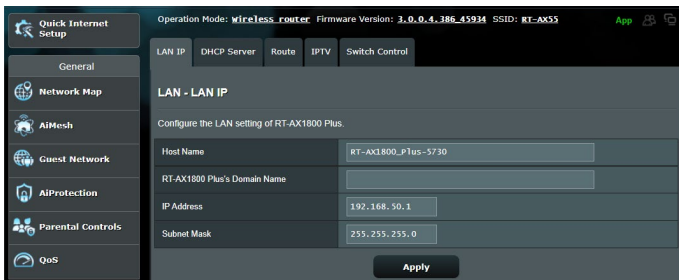 Quick Internet
Setup
Operation Mode: Wireless router Firmware Version: 3.0.0.4.386_45934 SSID: RT-AX55
App
LAN IP DHCP Server Route IPTV Switch Control
General
Network Map
AiMesh
Guest Network
AiProtection
Parental Controls
QoS
LAN - LAN IP
Configure the LAN setting of RT-AX1800 Plus.
Host Name RT-AX1800_Plus-5730
RT-AX1800 Plus's Domain Name
IP Address 192.168.50.1
Subnet Mask 255.255.255.0
Apply